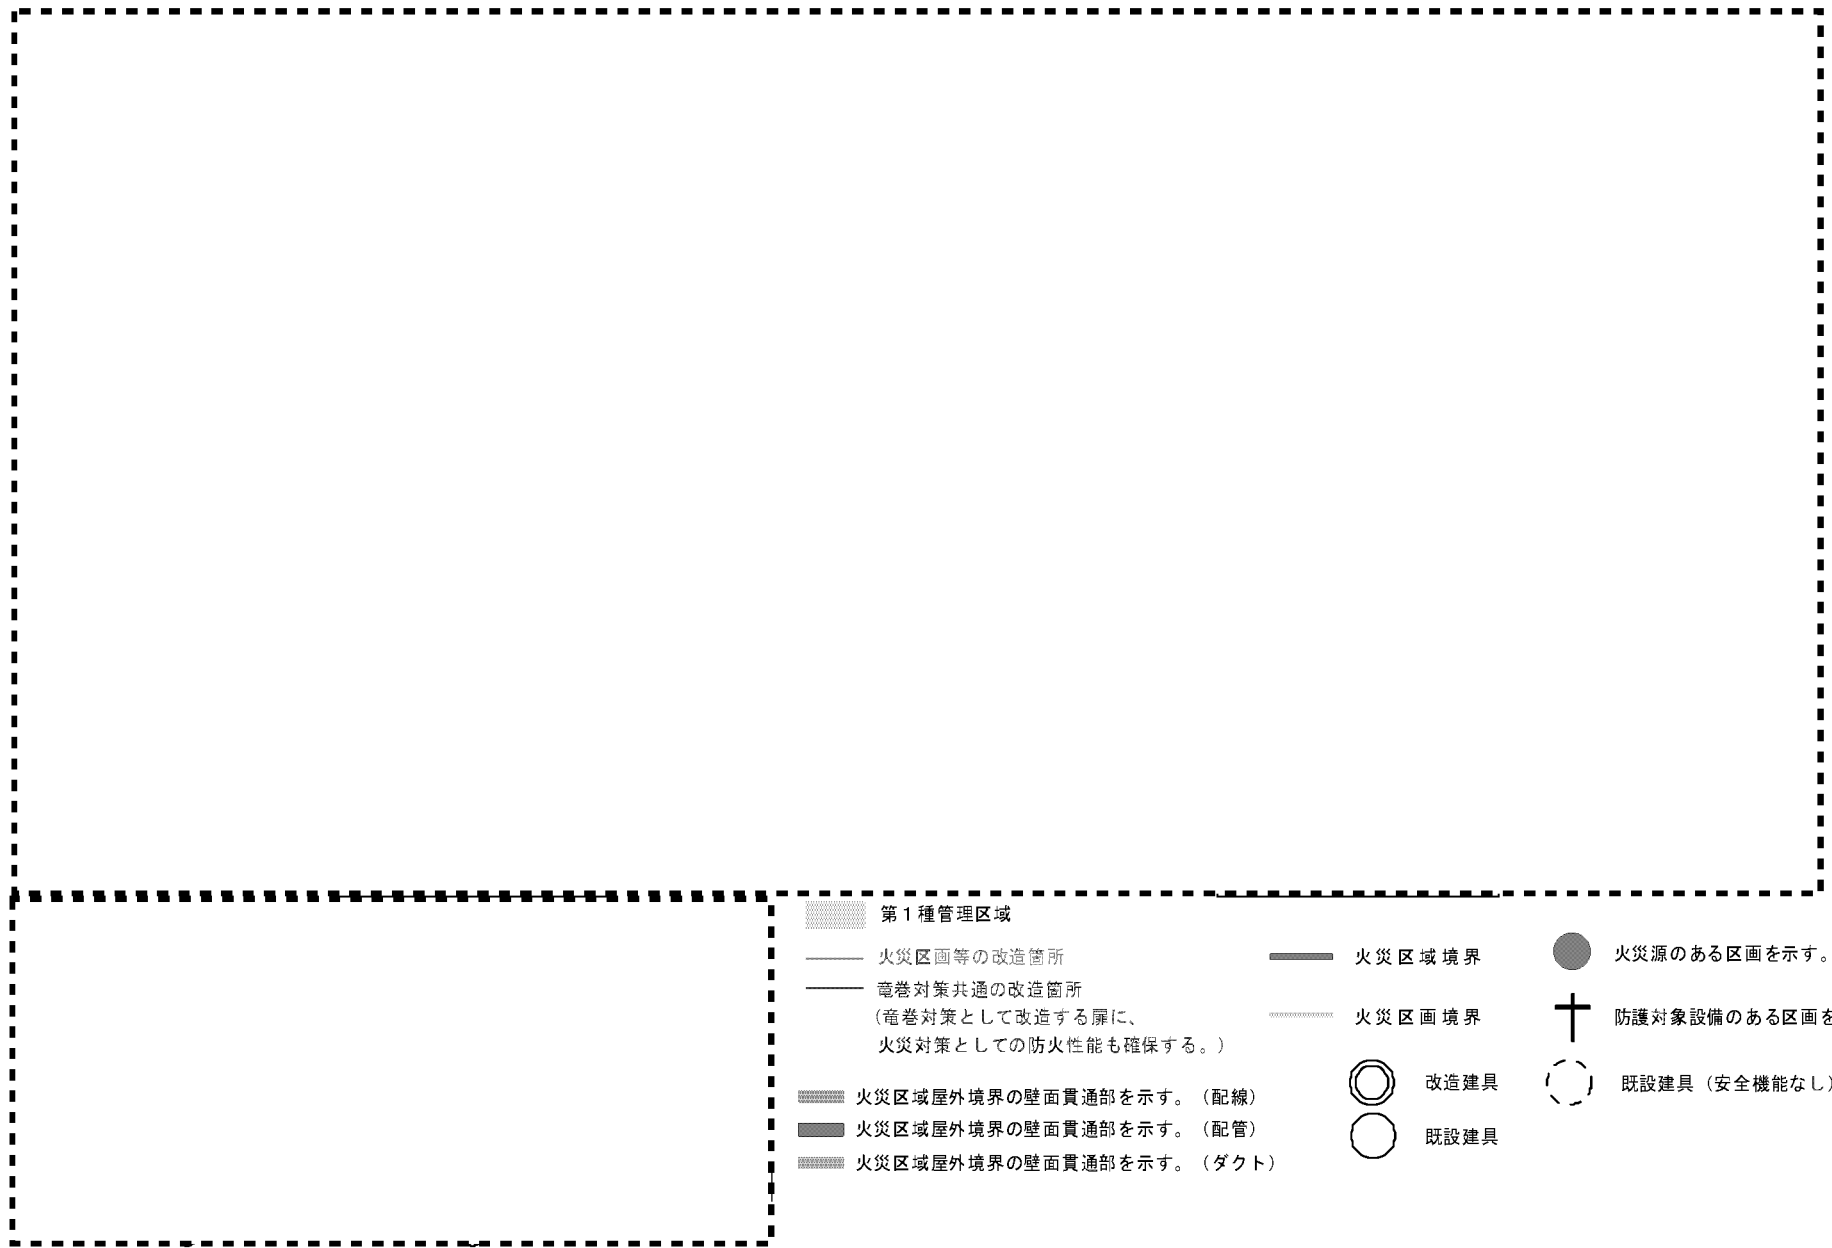 第１種管理区域
火災区画等の改造箇所
竜巻対策共通の改造箇所
（竜巻対策として改造する扉に、
火災対策としての防火性能も確保する。）
火災区域屋外境界の壁面貫通部を示す。（配線）
火災区域屋外境界の壁面貫通部を示す。（配管）
火災区域屋外境界の壁面貫通部を示す。（ダクト）
火災区域境界
火災区画境界
改造建具
既設建具
火災源のある区画を示す。
防護対象設備のある区画を
既設建具（安全機能なし）